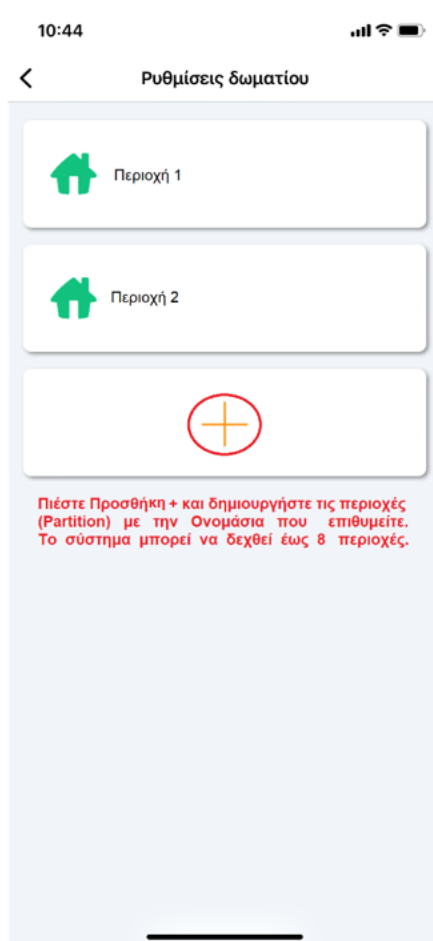 10:44
Ρυθμίσεις δωματίου
Περιοχή 1
Περιοχή 2
Πιέστε Προσθήκη + και δημιουργήστε τις περιοχές
(Partition) με την Ονομάσια που επιθυμείτε.
Το σύστημα μπορεί να δεχθεί έως 8 περιοχές.